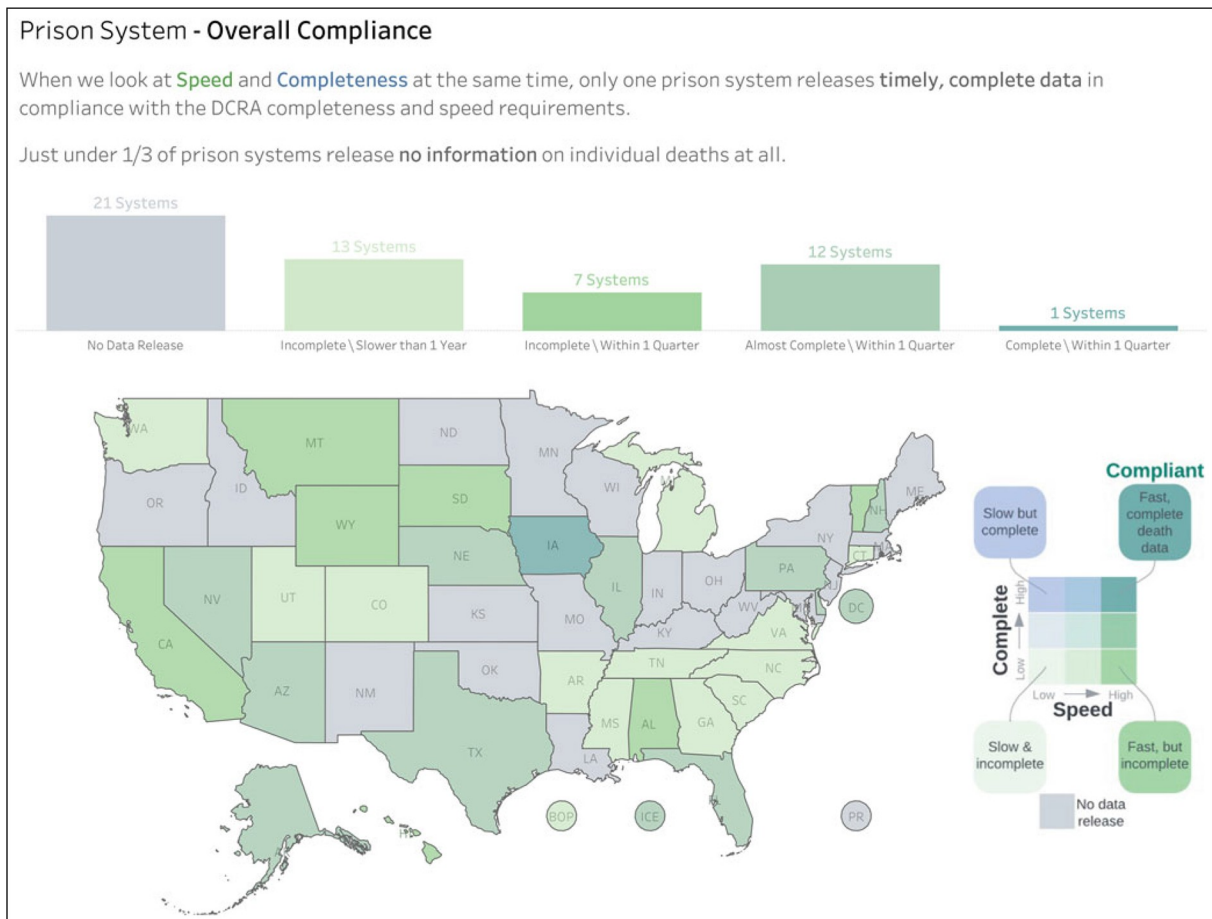 Prison System - Overall Compliance
When we look at Speed and Completeness at the same time, only one prison system releases timely, complete data in
compliance with the DCRA completeness and speed requirements.
Just under 1/3 of prison systems release no information on individual deaths at all.
21 Systems
13 Systems
7 Systems
12 Systems
1 Systems
No Data Release
Incomplete \ Slower than 1 Year
Incomplete \ Within 1 Quarter
Almost Complete \ Within 1 Quarter
Complete \ Within 1 Quarter
WA
MT
ND
MN
OR
ID
WY
SD
WI
NY
NH
ME
MA
CT
NV
UT
CO
NE
IA
IL
IN
OH
PA
NJ
CA
KS
MO
KY
WV
VA
DC
AZ
NM
OK
AR
TN
NC
SC
TX
LA
MS
AL
GA
BOP
ICE
PR
Compliant
Slow but
complete
Fast,
complete
death
data
Complete
High
Low
Low
High
Speed
Slow &
incomplete
Fast, but
incomplete
No data
release